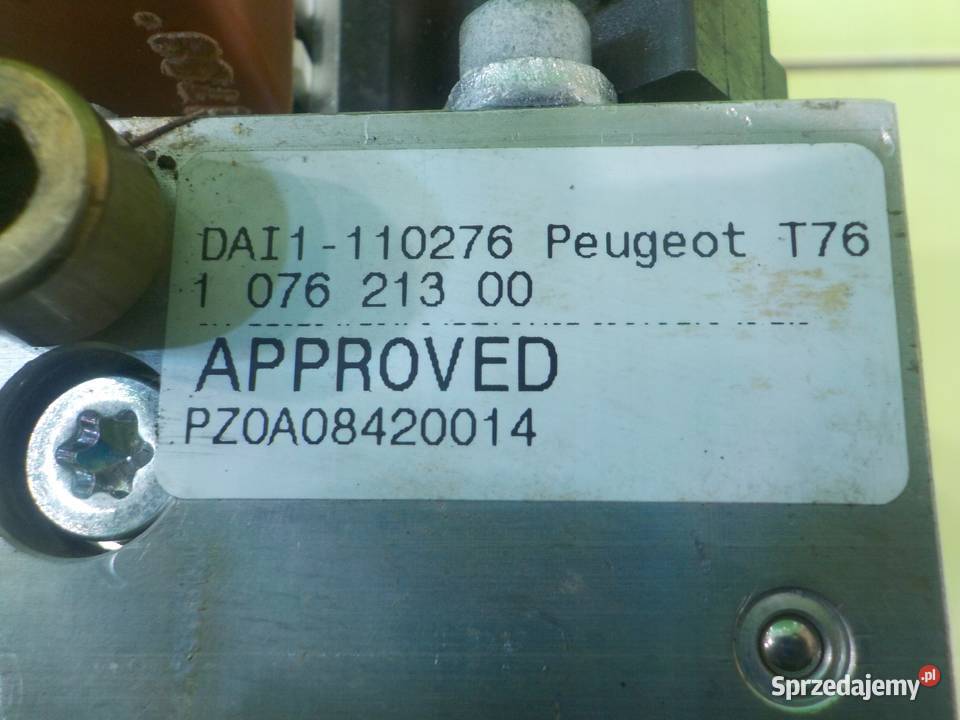 DAI1-110276 Peugeot T76
1 076 213 00
APPROVED
PZ0A08420014
Sprzedajemy.pl